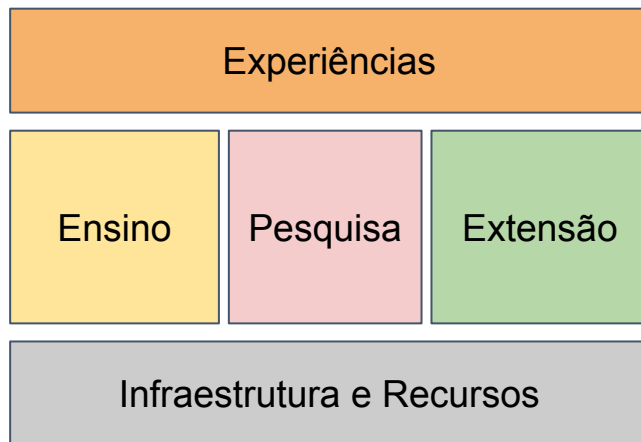 Experiências
Ensino
Pesquisa
Extensão
Infraestrutura e Recursos